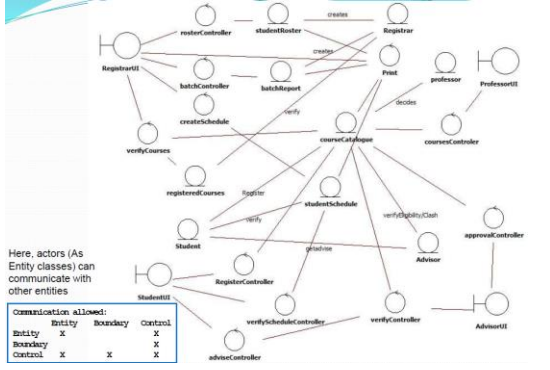 creates
rosterController
studentRoster
Registrar
RegistrarUI
creates
Print
professor
ProfessorUI
batchController
batchReport
decides
createSchedule
verify
verifyCourses
courseCatalogue
coursesControler
registeredCourses
Register
studentSchedule
verify
verifyEligibility/Clash
approvalController
Student
getadvise
Advisor
Here, actors (As
Entity classes) can
communicate with
other entities
StudentUI
RegisterController
verifyScheduleController
verifyController
AdvisorUI
adviseController
Communication allowed:
Entity Boundary Control
Entity X X
Boundary X
Control X X X